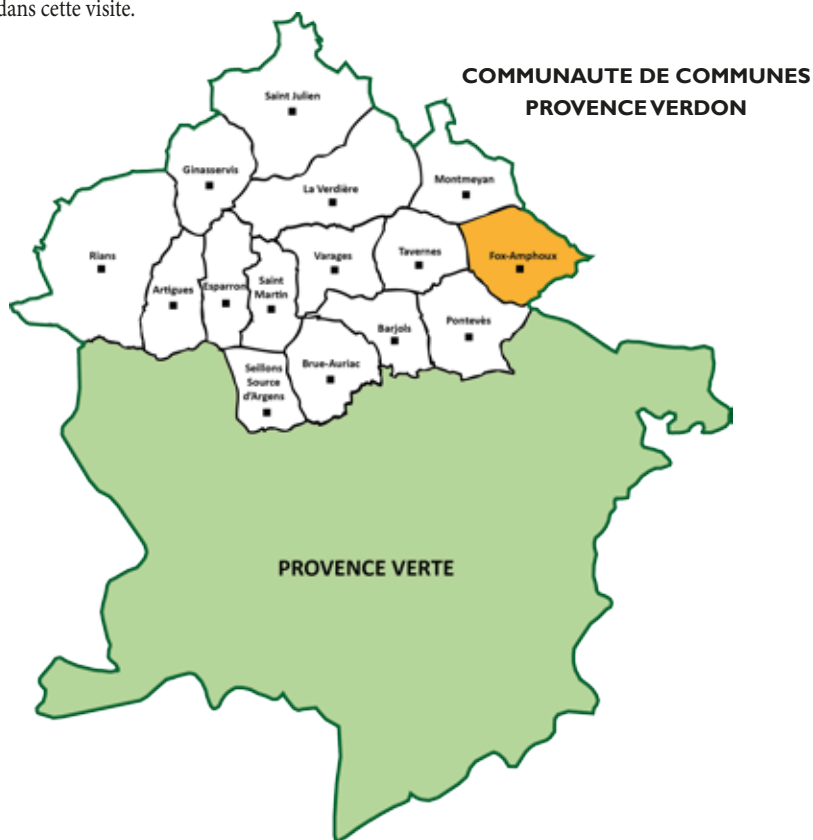 dans cette visite.
COMMUNAUTE DE COMMUNES
PROVENCE VERDON
Saint Julien
Ginasservis
La Verdière
Montmeyan
Rians
Artigues
Esparron
Saint
Martin
Varages
Tavernes
Fox-Amphoux
Barjols
Pontevès
Seillons
Source
d'Argens
Brue-Auriac
PROVENCE VERTE